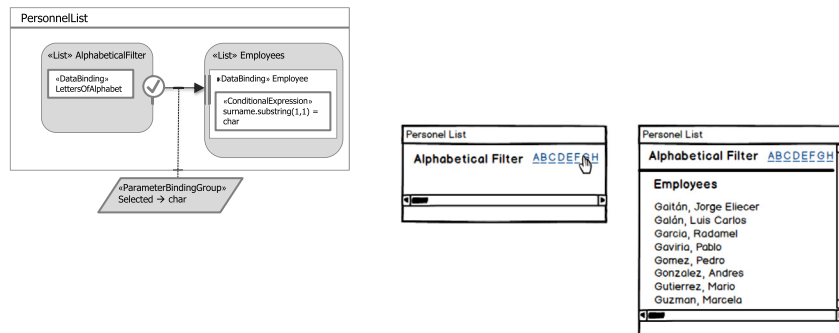 PersonnelList
«List» AlphabeticalFilter
«DataBinding»
LettersOfAlphabet
«List» Employees
DataBinding» Employee
«ConditionalExpression»
surname.substring(1,1) =
char
«ParameterBindingGroup»
Selected → char
Personel List
Alphabetical Filter ABCDEFGH
Personel List
Alphabetical Filter ABCDEFGH
Employees
Gaitán, Jorge Eliecer
Galán, Luis Carlos
Garcia, Radamel
Gaviria, Pablo
Gomez, Pedro
Gonzalez, Andres
Gutierrez, Mario
Guzman, Marcela